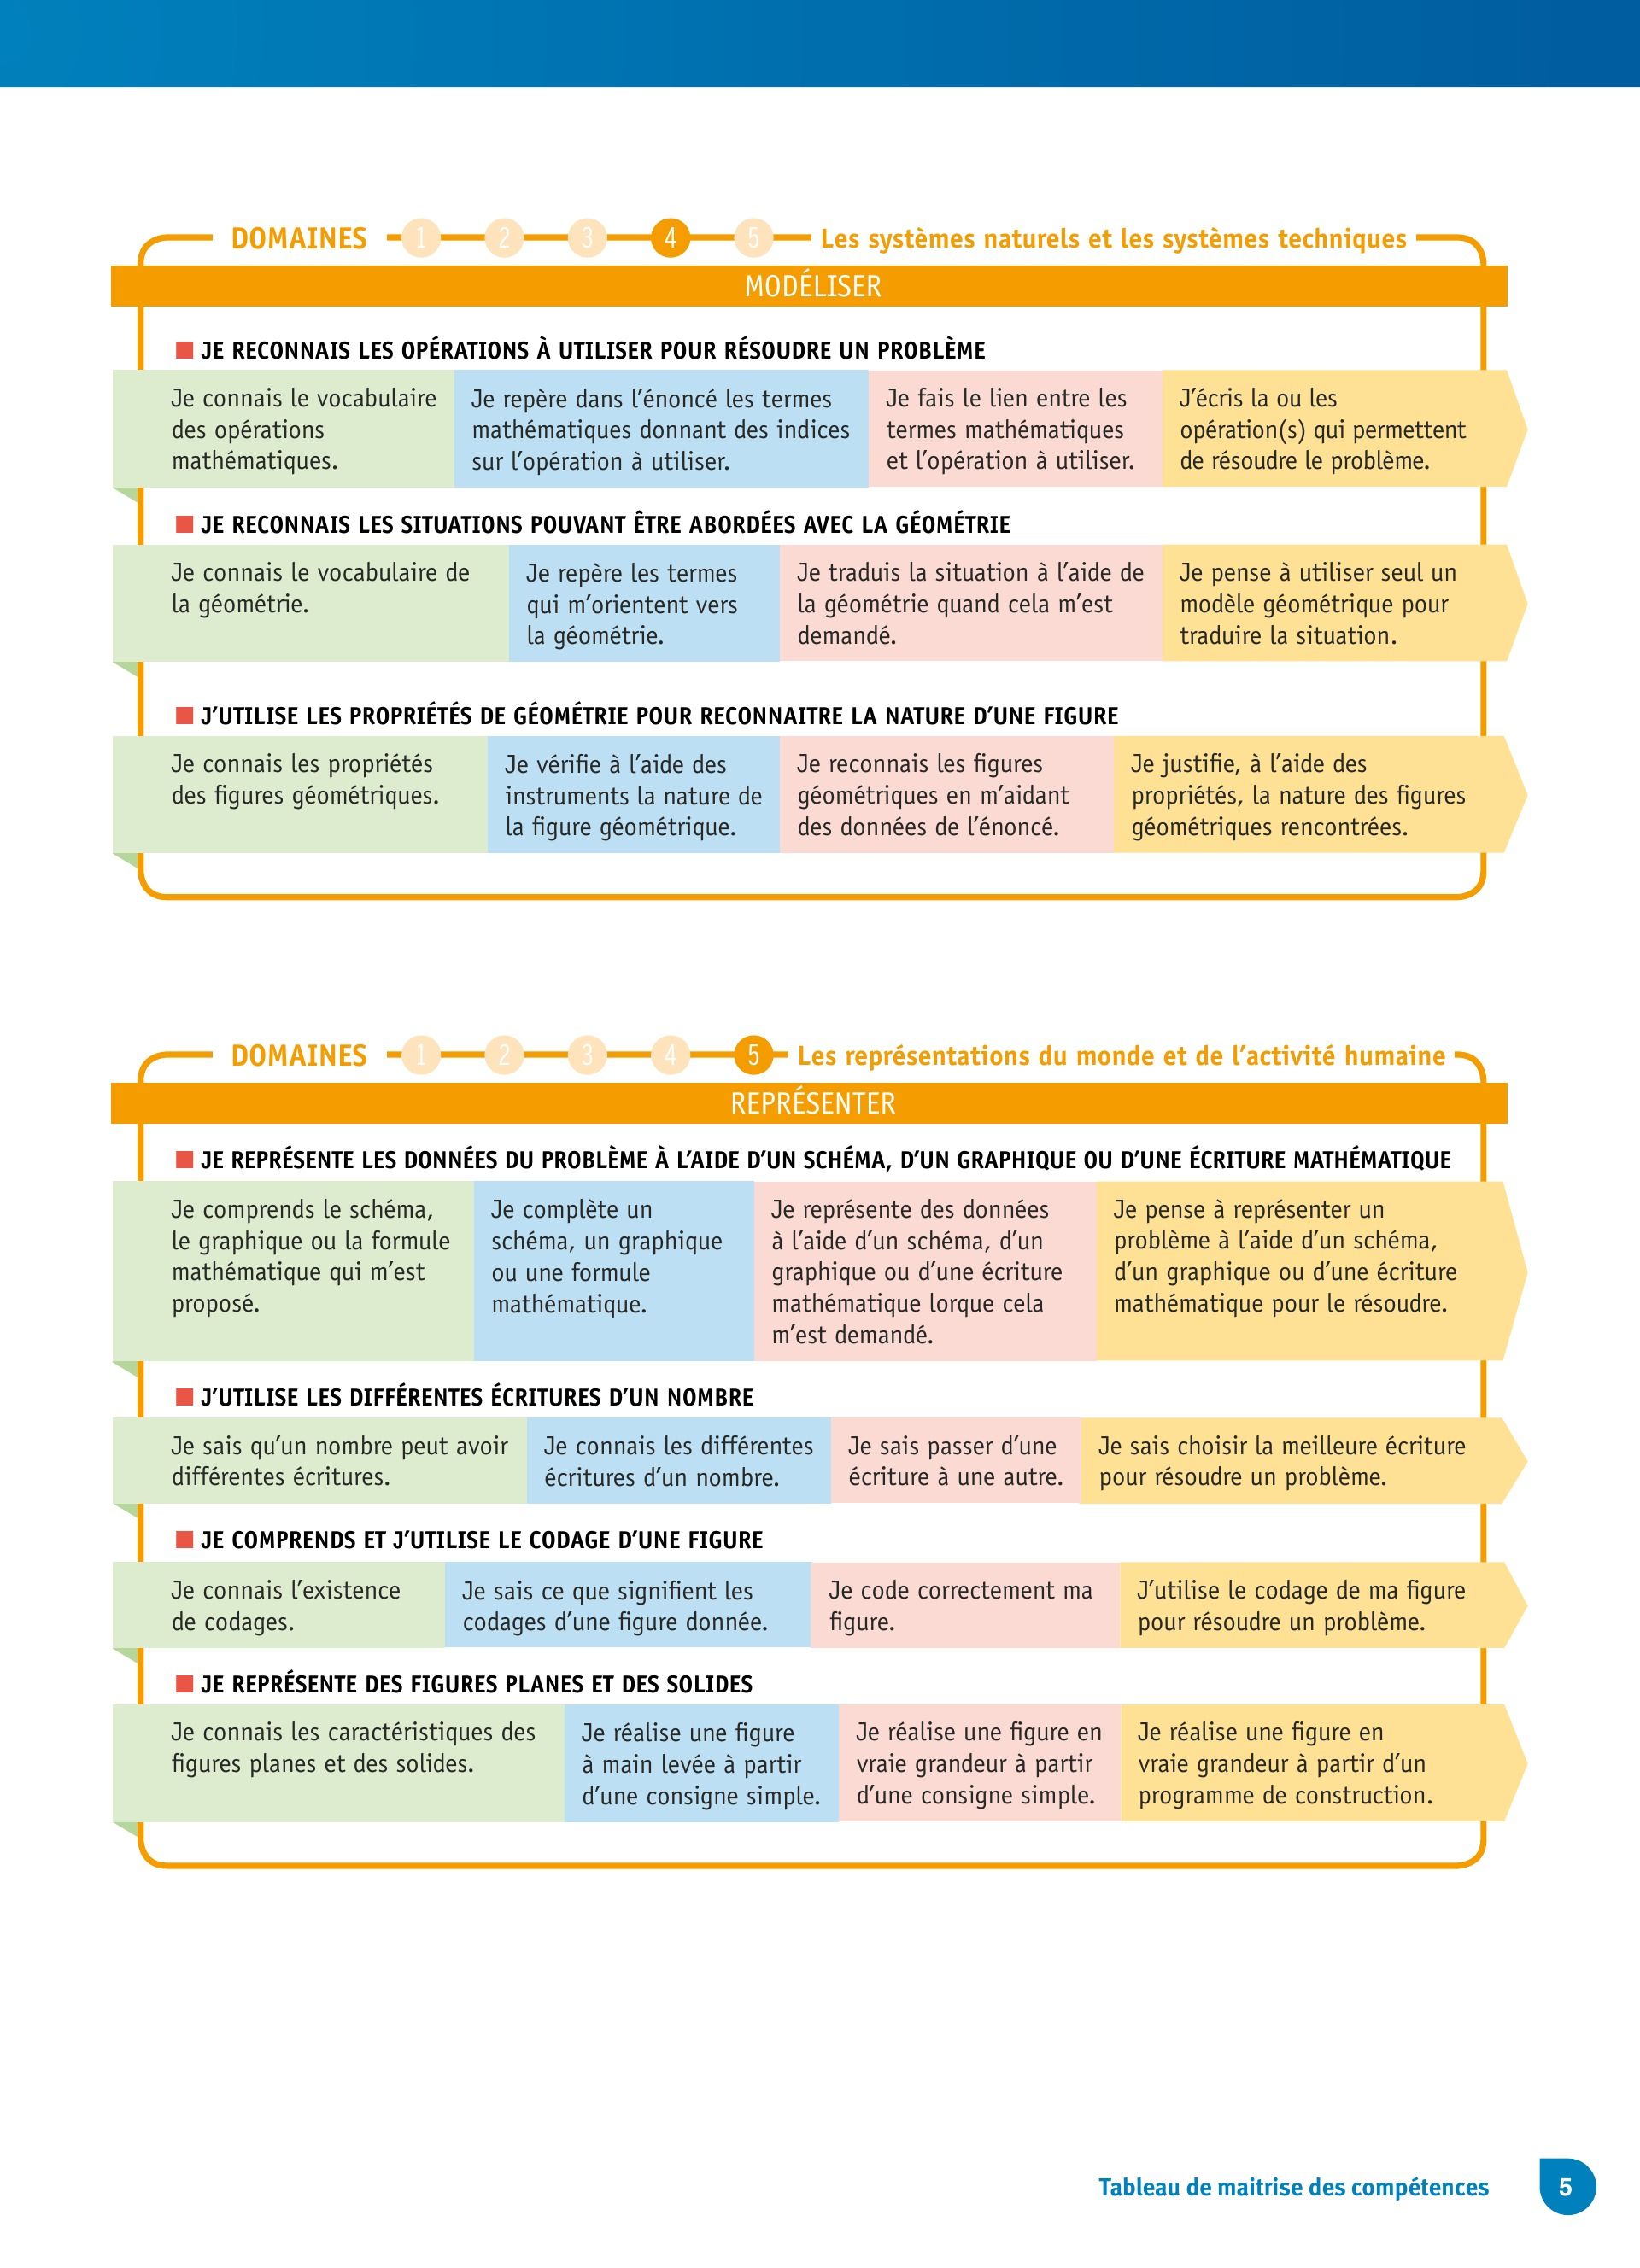 DOMAINES 1 2 3 4 5 Les systèmes naturels et les systèmes techniques
MODÉLISER
JE RECONNAIS LES OPÉRATIONS À UTILISER POUR RÉSOUDRE UN PROBLÈME
Je connais le vocabulaire
des opérations
mathématiques.
Je repère dans l’énoncé les termes
mathématiques donnant des indices
sur l’opération à utiliser.
Je fais le lien entre les
termes mathématiques
et l’opération à utiliser.
J’écris la ou les
opération(s) qui permettent
de résoudre le problème.
JE RECONNAIS LES SITUATIONS POUVANT ÊTRE ABORDÉES AVEC LA GÉOMÉTRIE
Je connais le vocabulaire de
la géométrie.
Je repère les termes
qui m’orientent vers
la géométrie.
Je traduis la situation à l’aide de
la géométrie quand cela m’est
demandé.
Je pense à utiliser seul un
modèle géométrique pour
traduire la situation.
J’UTILISE LES PROPRIÉTÉS DE GÉOMÉTRIE POUR RECONNAITRE LA NATURE D’UNE FIGURE
Je connais les propriétés
des figures géométriques.
Je vérifie à l’aide des
instruments la nature de
la figure géométrique.
Je reconnais les figures
géométriques en m’aidant
des données de l’énoncé.
Je justifie, à l’aide des
propriétés, la nature des figures
géométriques rencontrées.
DOMAINES 1 2 3 4 5 Les représentations du monde et de l’activité humaine
REPRÉSENTER
JE REPRÉSENTE LES DONNÉES DU PROBLÈME À L’AIDE D’UN SCHÉMA, D’UN GRAPHIQUE OU D’UNE ÉCRITURE MATHÉMATIQUE
Je comprends le schéma,
le graphique ou la formule
mathématique qui m’est
proposé.
Je complète un
schéma, un graphique
ou une formule
mathématique.
Je représente des données
à l’aide d’un schéma, d’un
graphique ou d’une écriture
mathématique lorque cela
m’est demandé.
Je pense à représenter un
problème à l’aide d’un schéma,
d’un graphique ou d’une écriture
mathématique pour le résoudre.
J’UTILISE LES DIFFÉRENTES ÉCRITURES D’UN NOMBRE
Je sais qu’un nombre peut avoir
différentes écritures.
Je connais les différentes
écritures d’un nombre.
Je sais passer d’une
écriture à une autre.
Je sais choisir la meilleure écriture
pour résoudre un problème.
JE COMPRENDS ET J’UTILISE LE CODAGE D’UNE FIGURE
Je connais l’existence
de codages.
Je sais ce que signifient les
codages d’une figure donnée.
Je code correctement ma
figure.
J’utilise le codage de ma figure
pour résoudre un problème.
JE REPRÉSENTE DES FIGURES PLANES ET DES SOLIDES
Je connais les caractéristiques des
figures planes et des solides.
Je réalise une figure
à main levée à partir
d’une consigne simple.
Je réalise une figure en
vraie grandeur à partir
d’une consigne simple.
Je réalise une figure en
vraie grandeur à partir d’un
programme de construction.
Tableau de maitrise des compétences 5